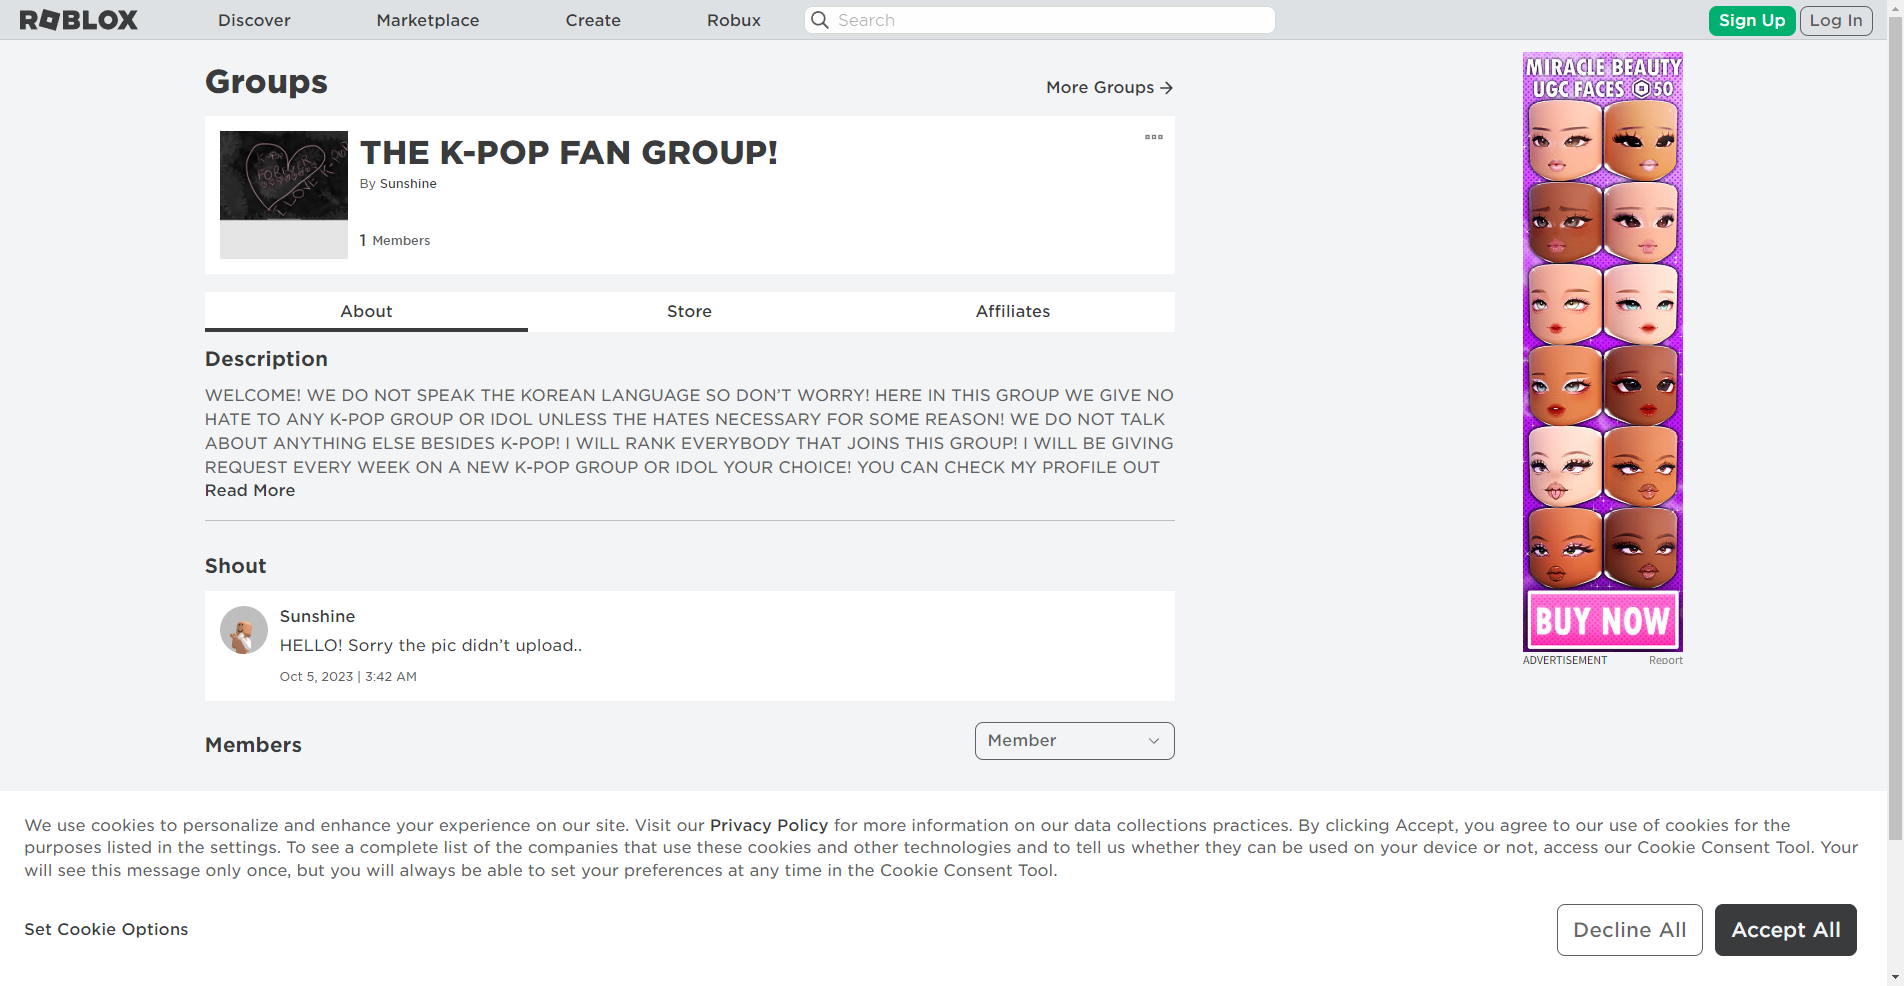 ROBLOX
Discover
Marketplace
Create
Robux
Search
Sign Up
Log In
Groups
More Groups →
K-POP
FOREVER
I LOVE K-POP
THE K-POP FAN GROUP!
By Sunshine
1 Members
About
Store
Affiliates
Description
WELCOME! WE DO NOT SPEAK THE KOREAN LANGUAGE SO DON’T WORRY! HERE IN THIS GROUP WE GIVE NO
HATE TO ANY K-POP GROUP OR IDOL UNLESS THE HATES NECESSARY FOR SOME REASON! WE DO NOT TALK
ABOUT ANYTHING ELSE BESIDES K-POP! I WILL RANK EVERYBODY THAT JOINS THIS GROUP! I WILL BE GIVING
REQUEST EVERY WEEK ON A NEW K-POP GROUP OR IDOL YOUR CHOICE! YOU CAN CHECK MY PROFILE OUT
Read More
Shout
Sunshine
HELLO! Sorry the pic didn’t upload..
Oct 5, 2023 | 3:42 AM
Members
Member
MIRACLE BEAUTY
UGC FACES 50
BUY NOW
ADVERTISEMENT
Report
We use cookies to personalize and enhance your experience on our site. Visit our Privacy Policy for more information on our data collections practices. By clicking Accept, you agree to our use of cookies for the
purposes listed in the settings. To see a complete list of the companies that use these cookies and other technologies and to tell us whether they can be used on your device or not, access our Cookie Consent Tool. Your
will see this message only once, but you will always be able to set your preferences at any time in the Cookie Consent Tool.
Set Cookie Options
Decline All
Accept All